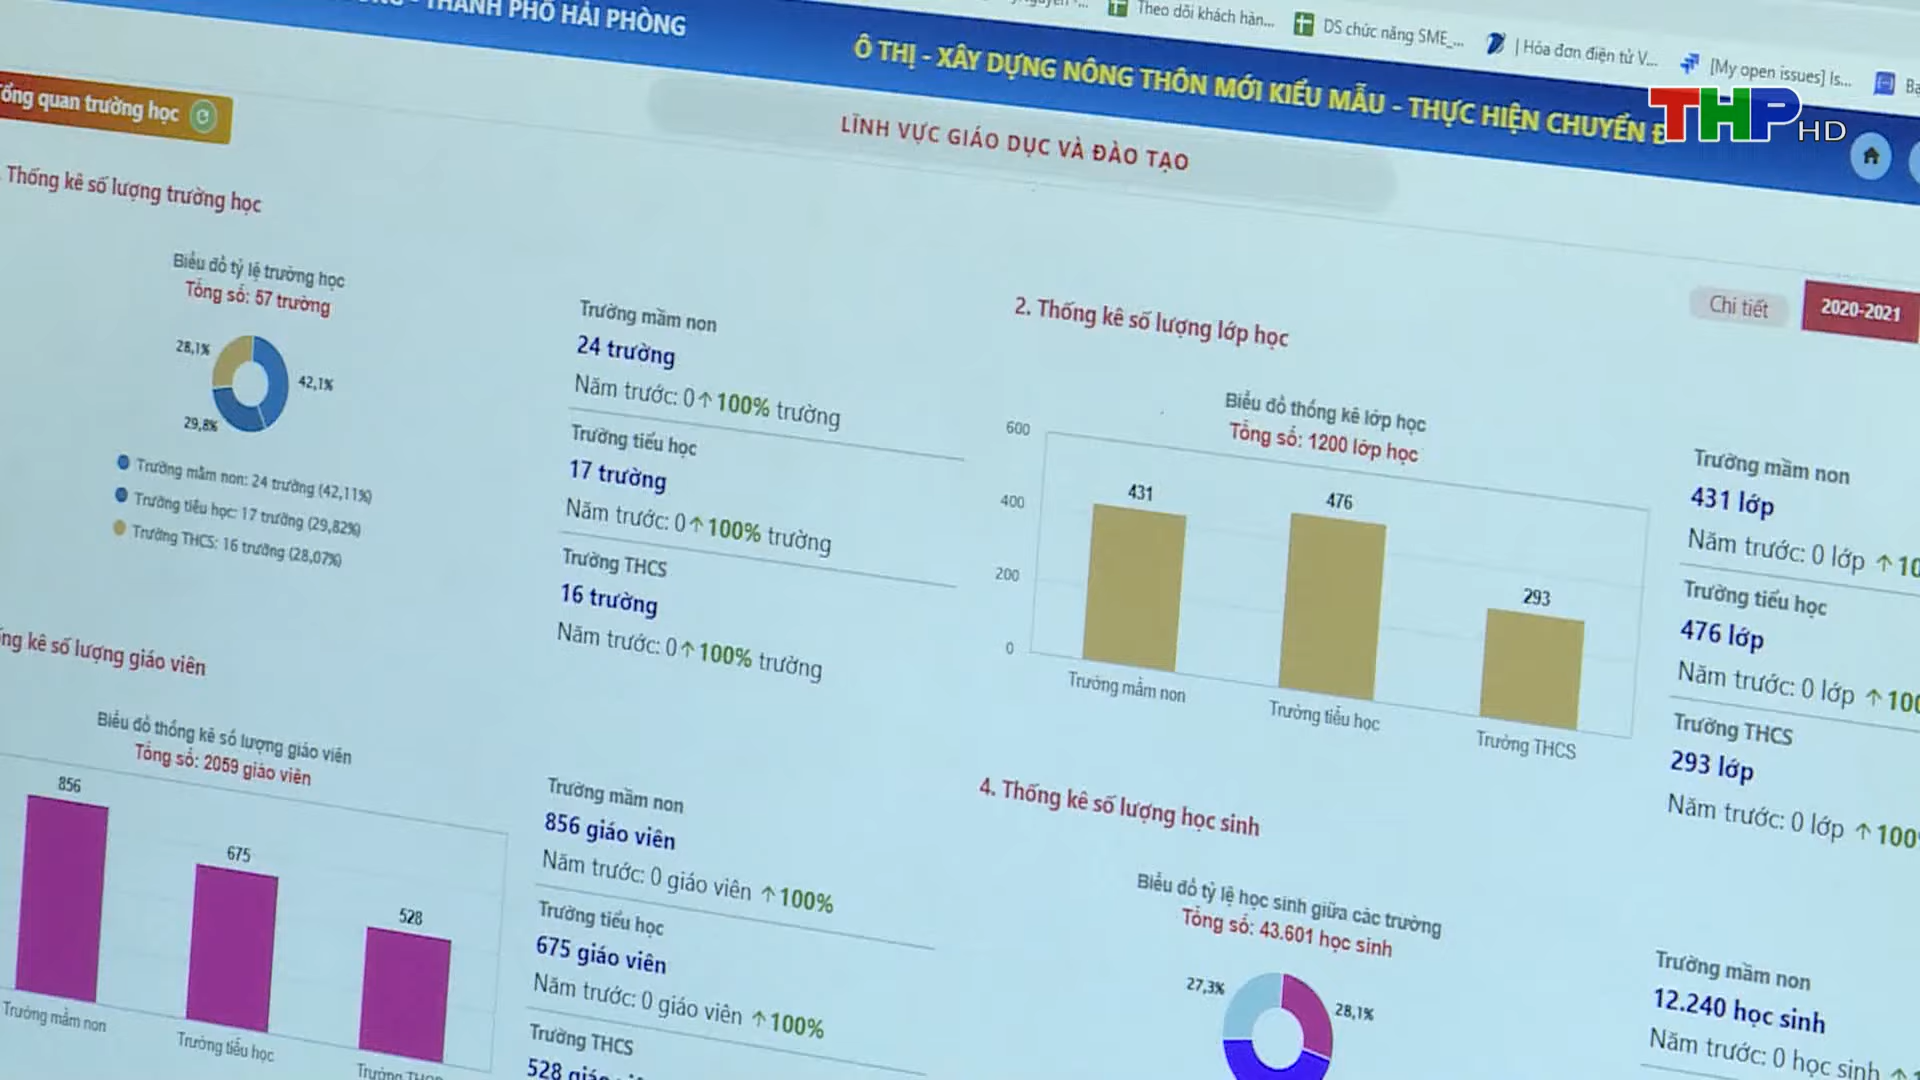 THÀNH PHỐ HẢI PHÒNG
Theo dõi khách hàn...
DS chức năng SME_...
| Hóa đơn điện tử V...
[My open issues] Is...
Ô THỊ - XÂY DỰNG NÔNG THÔN MỚI KIỂU MẪU - THỰC HIỆN CHUYỂN Đ
THP HD
ổng quan trường học
LĨNH VỰC GIÁO DỤC VÀ ĐÀO TẠO
Thống kê số lượng trường học
Biểu đồ tỷ lệ trường học
Tổng số: 57 trường
28,1%
42,1%
29,8%
Trường mầm non: 24 trường (42,11%)
Trường tiểu học: 17 trường (29,82%)
Trường THCS: 16 trường (28,07%)
Trường mầm non
24 trường
Năm trước: 0↑100% trường
Trường tiểu học
17 trường
Năm trước: 0↑100% trường
Trường THCS
16 trường
Năm trước: 0↑100% trường
2. Thống kê số lượng lớp học
Chi tiết
2020-2021
Biểu đồ thống kê lớp học
Tổng số: 1200 lớp học
600
400
200
0
431
476
293
Trường mầm non
Trường tiểu học
Trường THCS
Trường mầm non
431 lớp
Năm trước: 0 lớp ↑10
Trường tiểu học
476 lớp
Năm trước: 0 lớp ↑100
Trường THCS
293 lớp
Năm trước: 0 lớp ↑100
ng kê số lượng giáo viên
Biểu đồ thống kê số lượng giáo viên
Tổng số: 2059 giáo viên
856
675
528
Trường mầm non
Trường tiểu học
Trường THCS
Trường mầm non
856 giáo viên
Năm trước: 0 giáo viên ↑100%
Trường tiểu học
675 giáo viên
Năm trước: 0 giáo viên ↑100%
Trường THCS
528
4. Thống kê số lượng học sinh
Biểu đồ tỷ lệ học sinh giữa các trường
Tổng số: 43.601 học sinh
27,3%
28,1%
Trường mầm non
12.240 học sinh
Năm trước: 0 học sinh